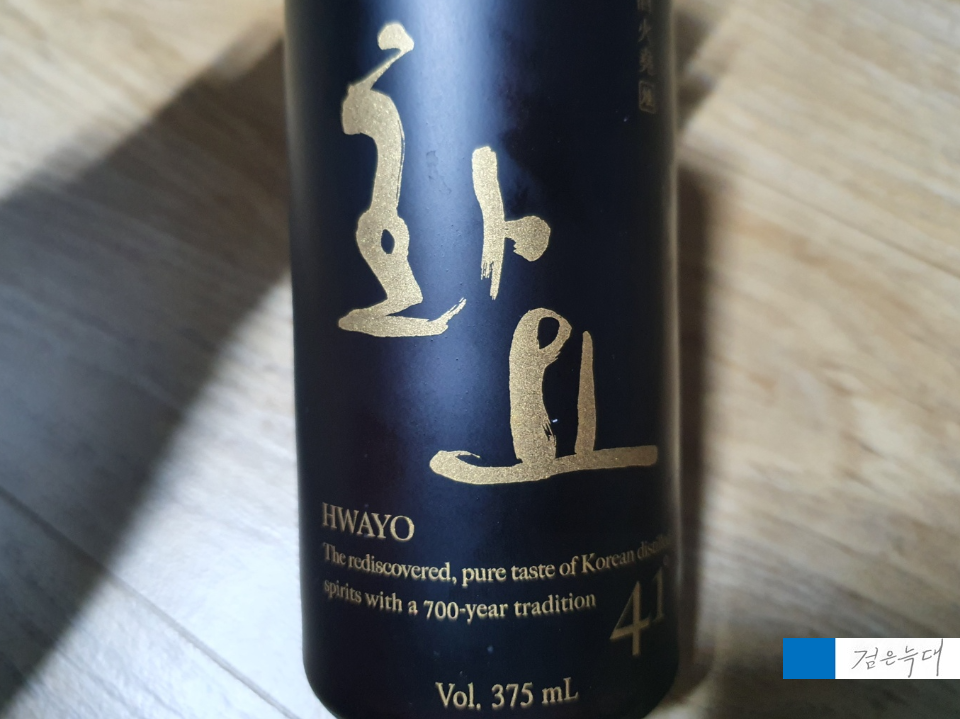 화요
HWAYO
The rediscovered, pure taste of Korean
spirits with a 700-year tradition
41
Vol. 375 mL
검은늑대